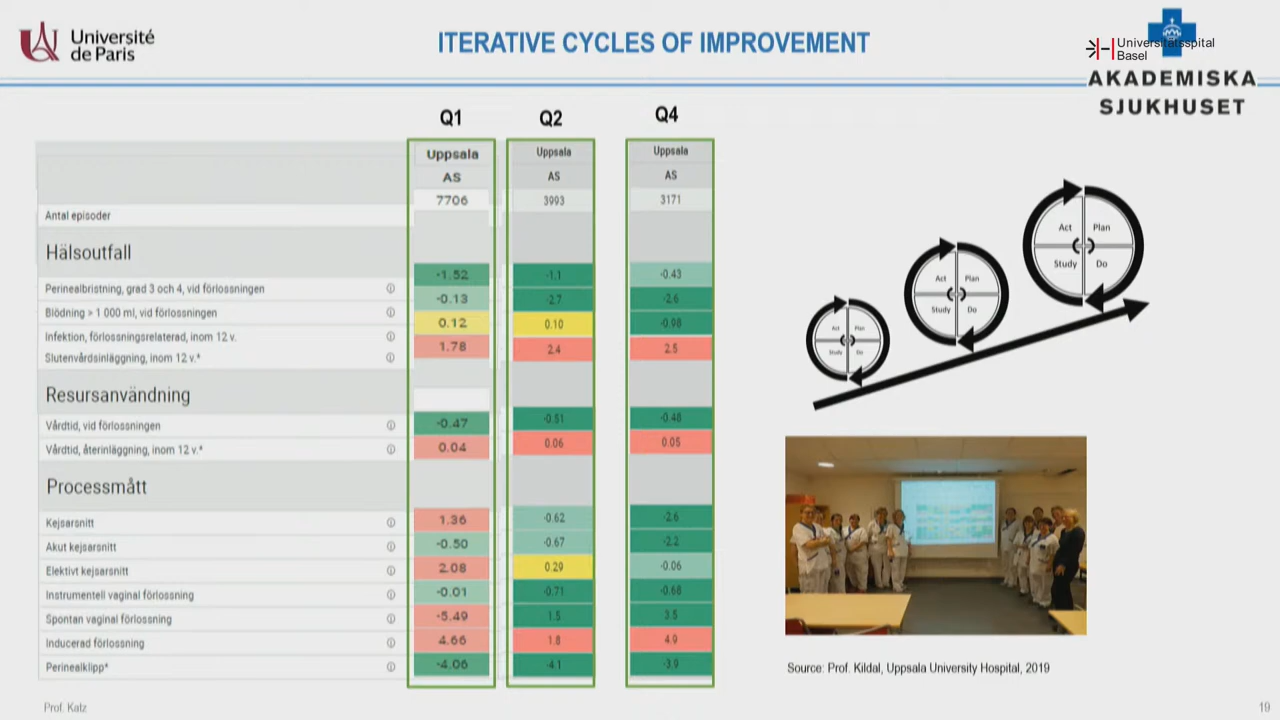 Université
de Paris
ITERATIVE CYCLES OF IMPROVEMENT
Universitätsspital
Basel
AKADEMISKA
SJUKHUSET
Q1 Q2 Q4
Uppsala Uppsala Uppsala
AS AS AS
7706 3993 3171
Antal episoder
Hälsoutfall
Perinealbristning, grad 3 och 4, vid förlossningen -1.52 -1.1 -0.43
Blödning > 1 000 ml, vid förlossningen -0.13 -2.7 -2.6
Infektion, förlossningsrelaterad, inom 12 v. 0.12 0.10 -0.98
Slutenvårdsinläggning, inom 12 v.* 1.78 2.4 2.5
Resursanvändning
Vårdtid, vid förlossningen -0.47 -0.51 -0.48
Vårdtid, återinläggning, inom 12 v.* 0.04 0.06 0.05
Processmått
Kejsarsnitt 1.36 -0.62 -2.6
Akut kejsarsnitt -0.50 -0.67 -2.2
Elektivt kejsarsnitt 2.08 0.29 -0.06
Instrumentell vaginal förlossning -0.01 -0.71 -0.68
Spontan vaginal förlossning -5.49 1.5 3.5
Inducerad förlossning 4.66 1.8 4.9
Perinealklipp* -4.06 -4.1 -3.9
Act Plan
Study Do
Act Plan
Study Do
Act Plan
Study Do
Source: Prof. Kildal, Uppsala University Hospital, 2019
Prof. Katz
19